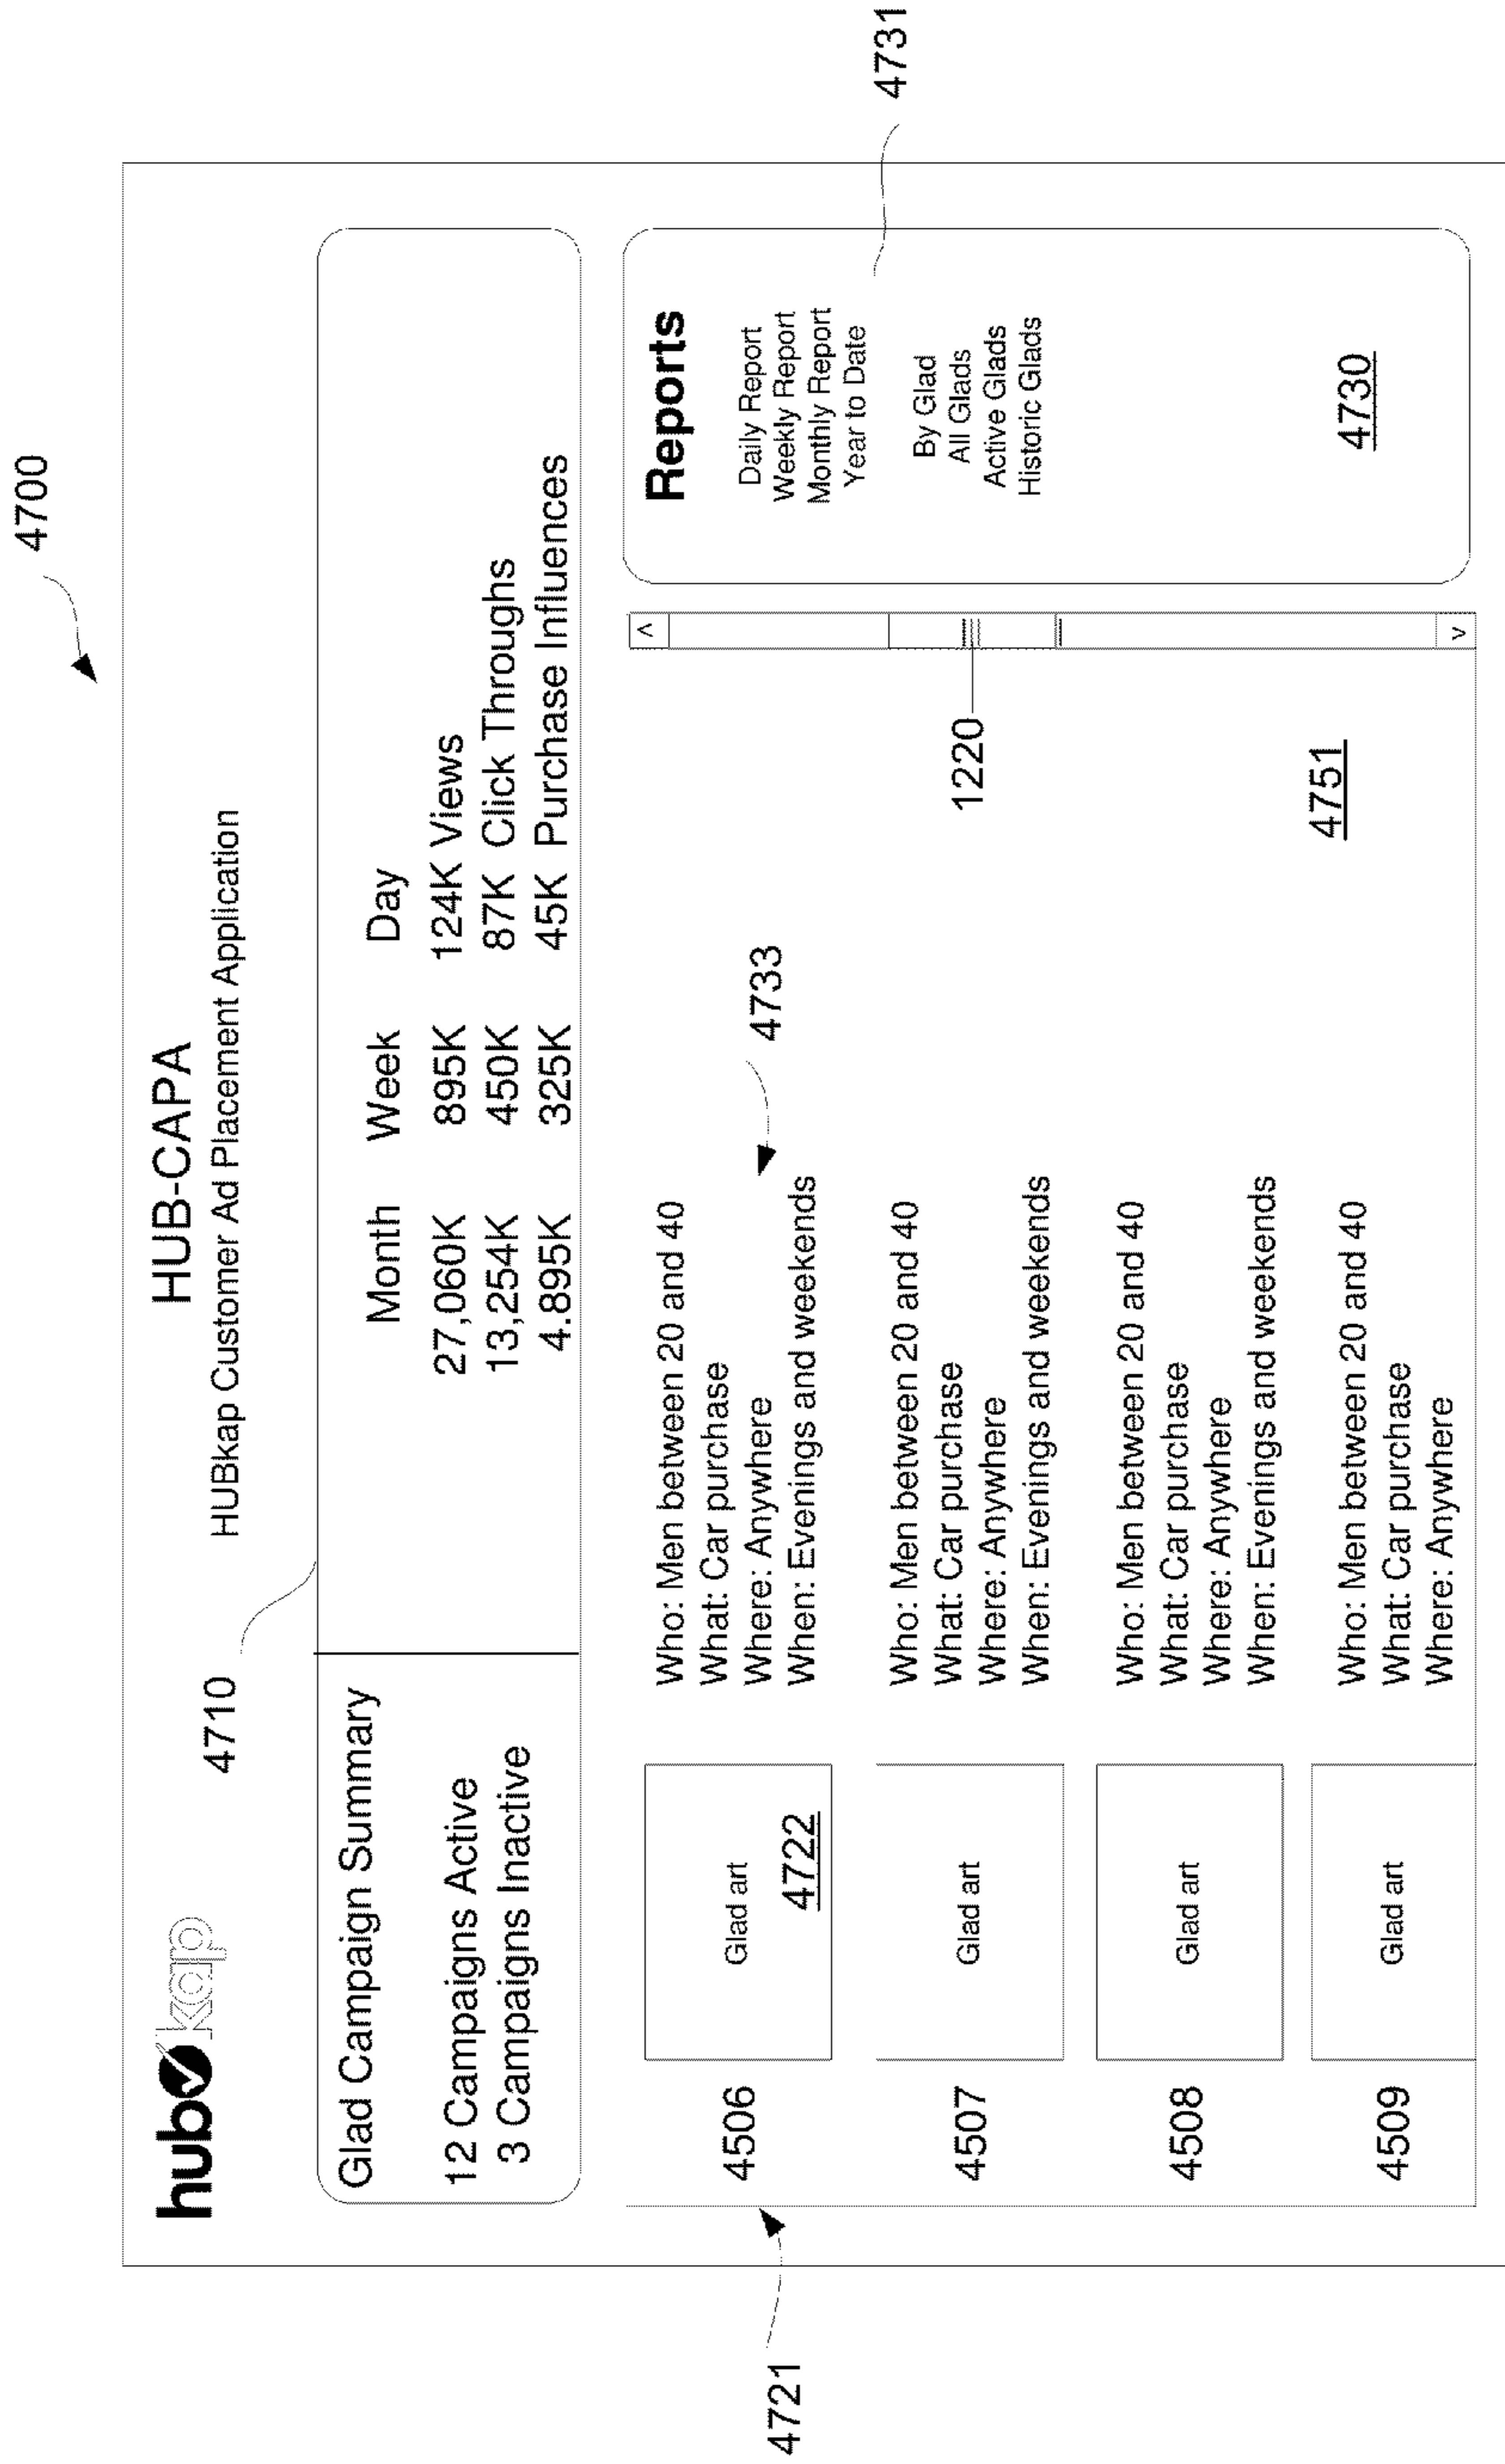 4700
hub kap
HUB-CAPA
HUBkap Customer Ad Placement Application
4710
Glad Campaign Summary
12 Campaigns Active
3 Campaigns Inactive
Month Week Day
27,060K 895K 124K Views
13,254K 450K 87K Click Throughs
4.895K 325K 45K Purchase Influences
4721
4506
Glad art
4722
Who: Men between 20 and 40
What: Car purchase
Where: Anywhere
When: Evenings and weekends
4733
4507
Glad art
Who: Men between 20 and 40
What: Car purchase
Where: Anywhere
When: Evenings and weekends
4508
Glad art
Who: Men between 20 and 40
What: Car purchase
Where: Anywhere
When: Evenings and weekends
4509
Glad art
Who: Men between 20 and 40
What: Car purchase
Where: Anywhere
1220
4751
Reports
Daily Report
Weekly Report
Monthly Report
Year to Date
By Glad
All Glads
Active Glads
Historic Glads
4730
4731